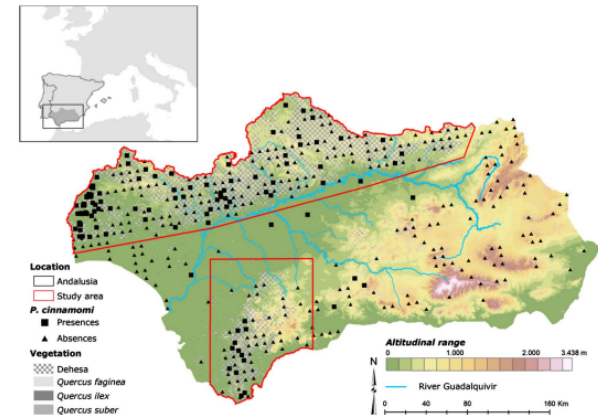 Location
Andalusia
Study area
P. cinnamomi
Presences
Absences
Vegetation
Dehesa
Quercus faginea
Quercus ilex
Quercus suber
Altitudinal range
0 1.000 2.000 3.438 m
N
River Guadalquivir
0 40 80 160 Km